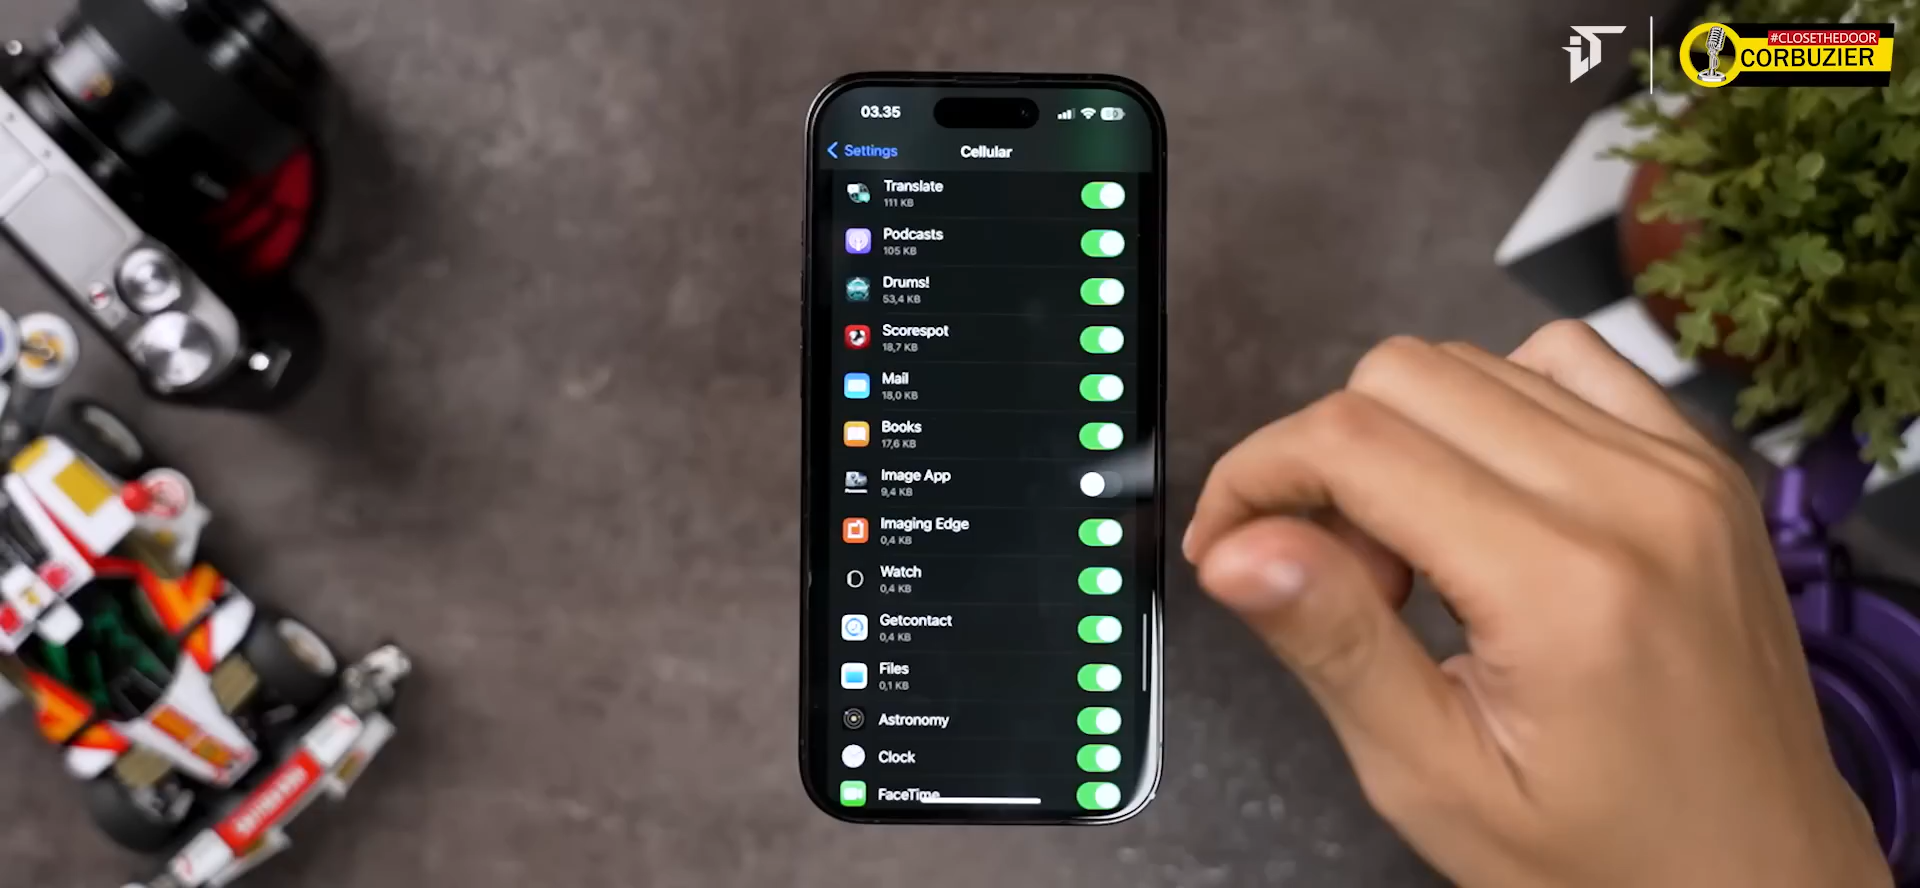 #CLOSETHEDOOR
CORBUZIER
03.35
Settings
Cellular
Translate
111 KB
Podcasts
105 KB
Drums!
53,4 KB
Scorespot
18,7 KB
Mail
18,0 KB
Books
17,6 KB
Image App
9,4 KB
Imaging Edge
0,4 KB
Watch
0,4 KB
Getcontact
0,4 KB
Files
0,1 KB
Astronomy
Clock
FaceTime